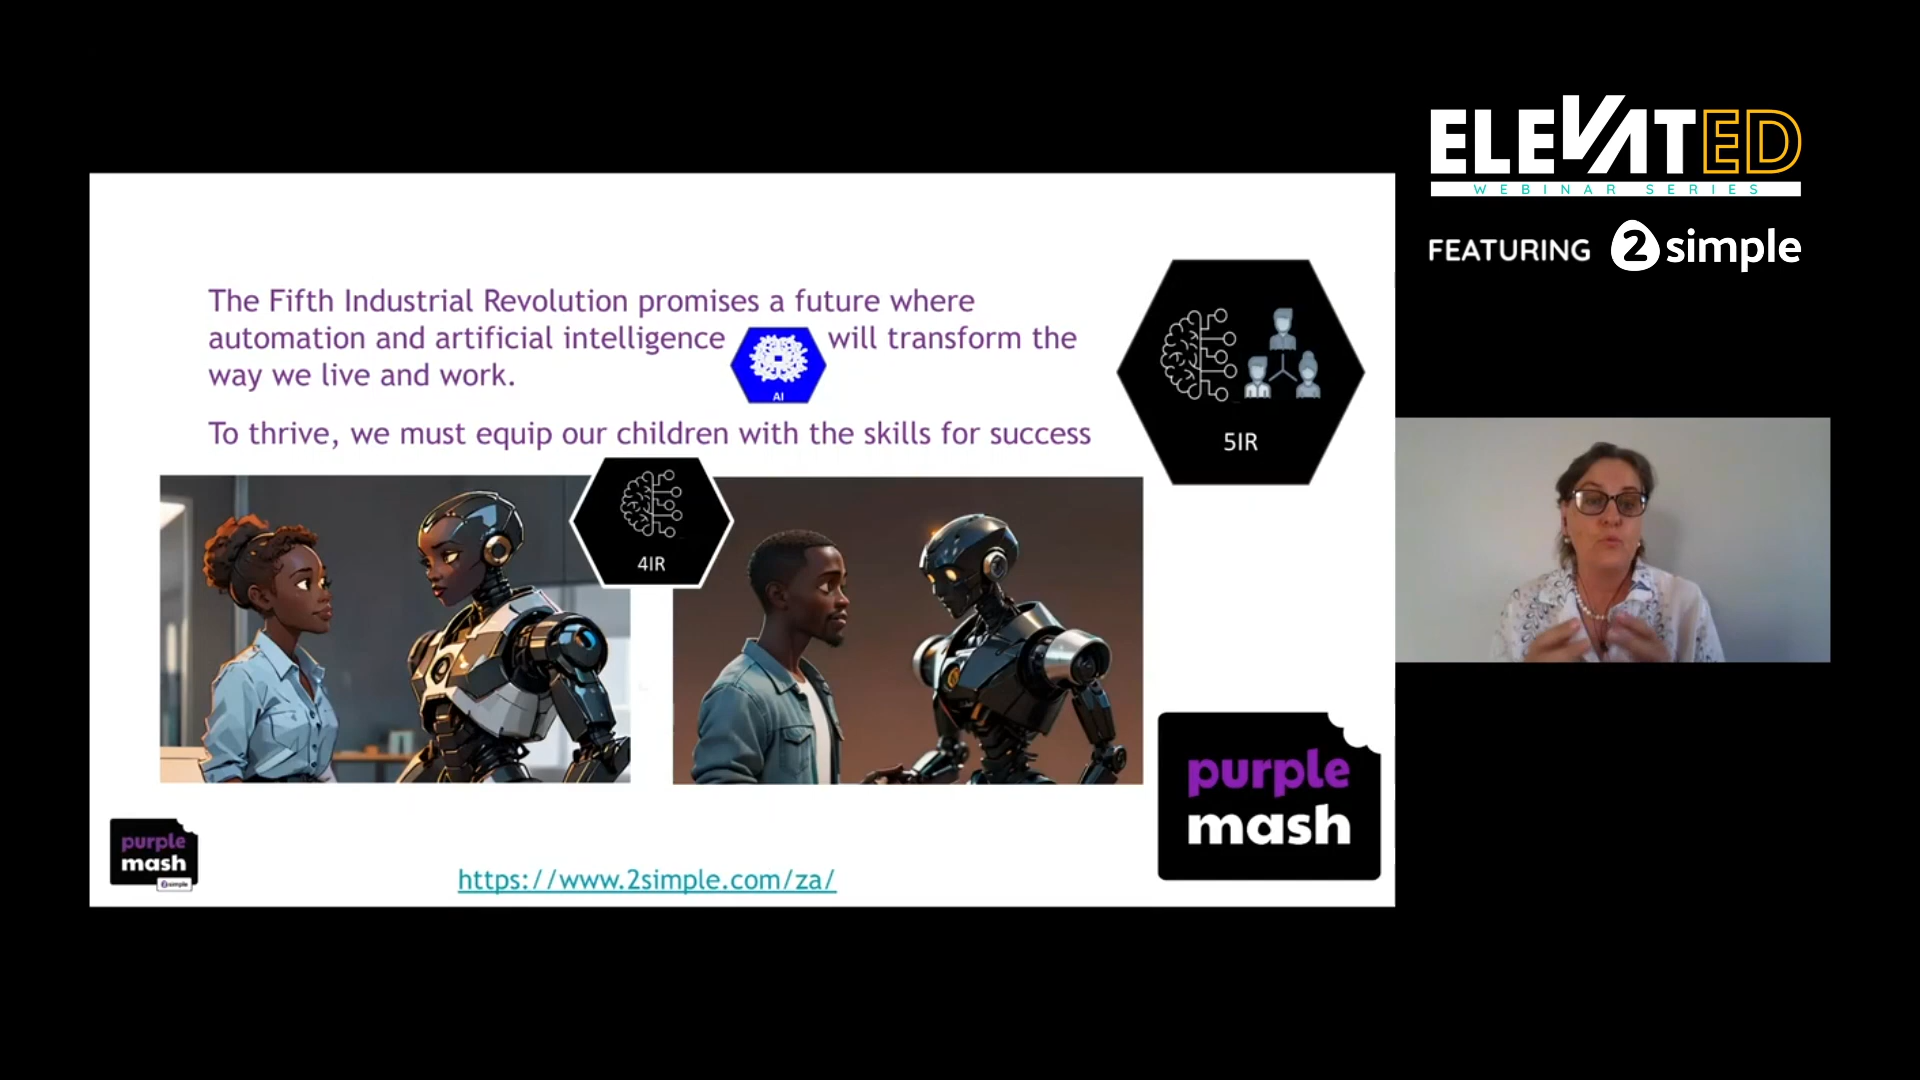 ELEVATED
WEBINAR SERIES
FEATURING 2simple
The Fifth Industrial Revolution promises a future where
automation and artificial intelligence will transform the
way we live and work.
AI
To thrive, we must equip our children with the skills for success
5IR
4IR
purple
mash
purple
mash
2simple
https://www.2simple.com/za/